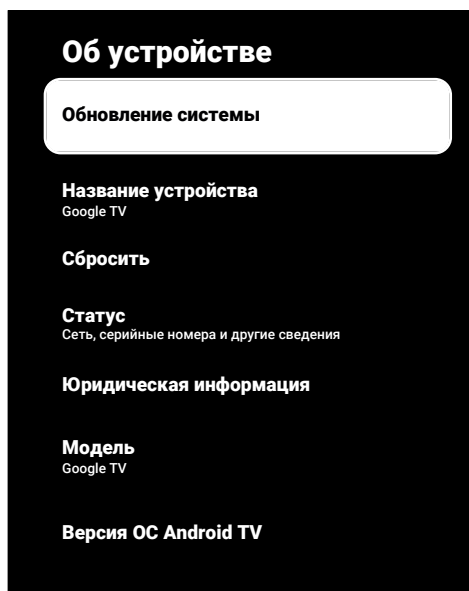 Об устройстве
Обновление системы
Название устройства
Google TV
Сбросить
Статус
Сеть, серийные номера и другие сведения
Юридическая информация
Модель
Google TV
Версия ОС Android TV